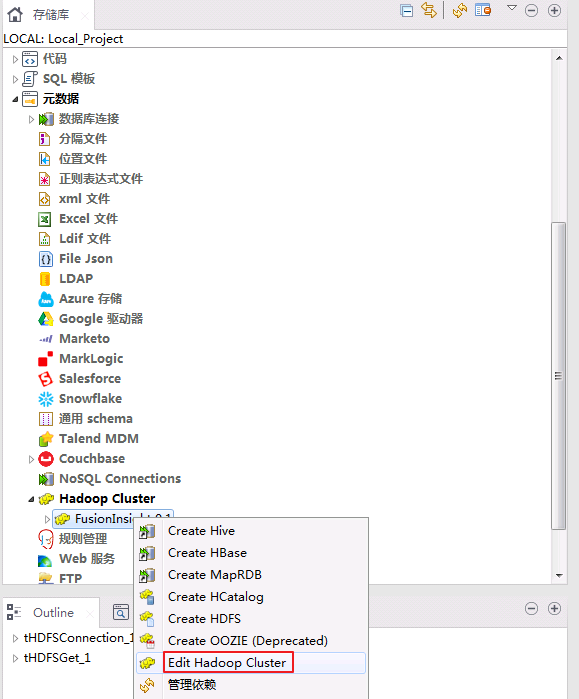 存储库
LOCAL: Local_Project
代码
SQL 模板
元数据
数据库连接
分隔文件
位置文件
正则表达式文件
xml 文件
Excel 文件
Ldif 文件
File Json
LDAP
Azure 存储
Google 驱动器
Marketo
MarkLogic
Salesforce
Snowflake
通用 schema
Talend MDM
Couchbase
NoSQL Connections
Hadoop Cluster
FusionInsight 0.1
规则管理
Web 服务
FTP
Create Hive
Create HBase
Create MapRDB
Create HCatalog
Create HDFS
Create OOZIE (Deprecated)
Edit Hadoop Cluster
管理依赖
Outline
tHDFSConnection_1
tHDFSGet_1